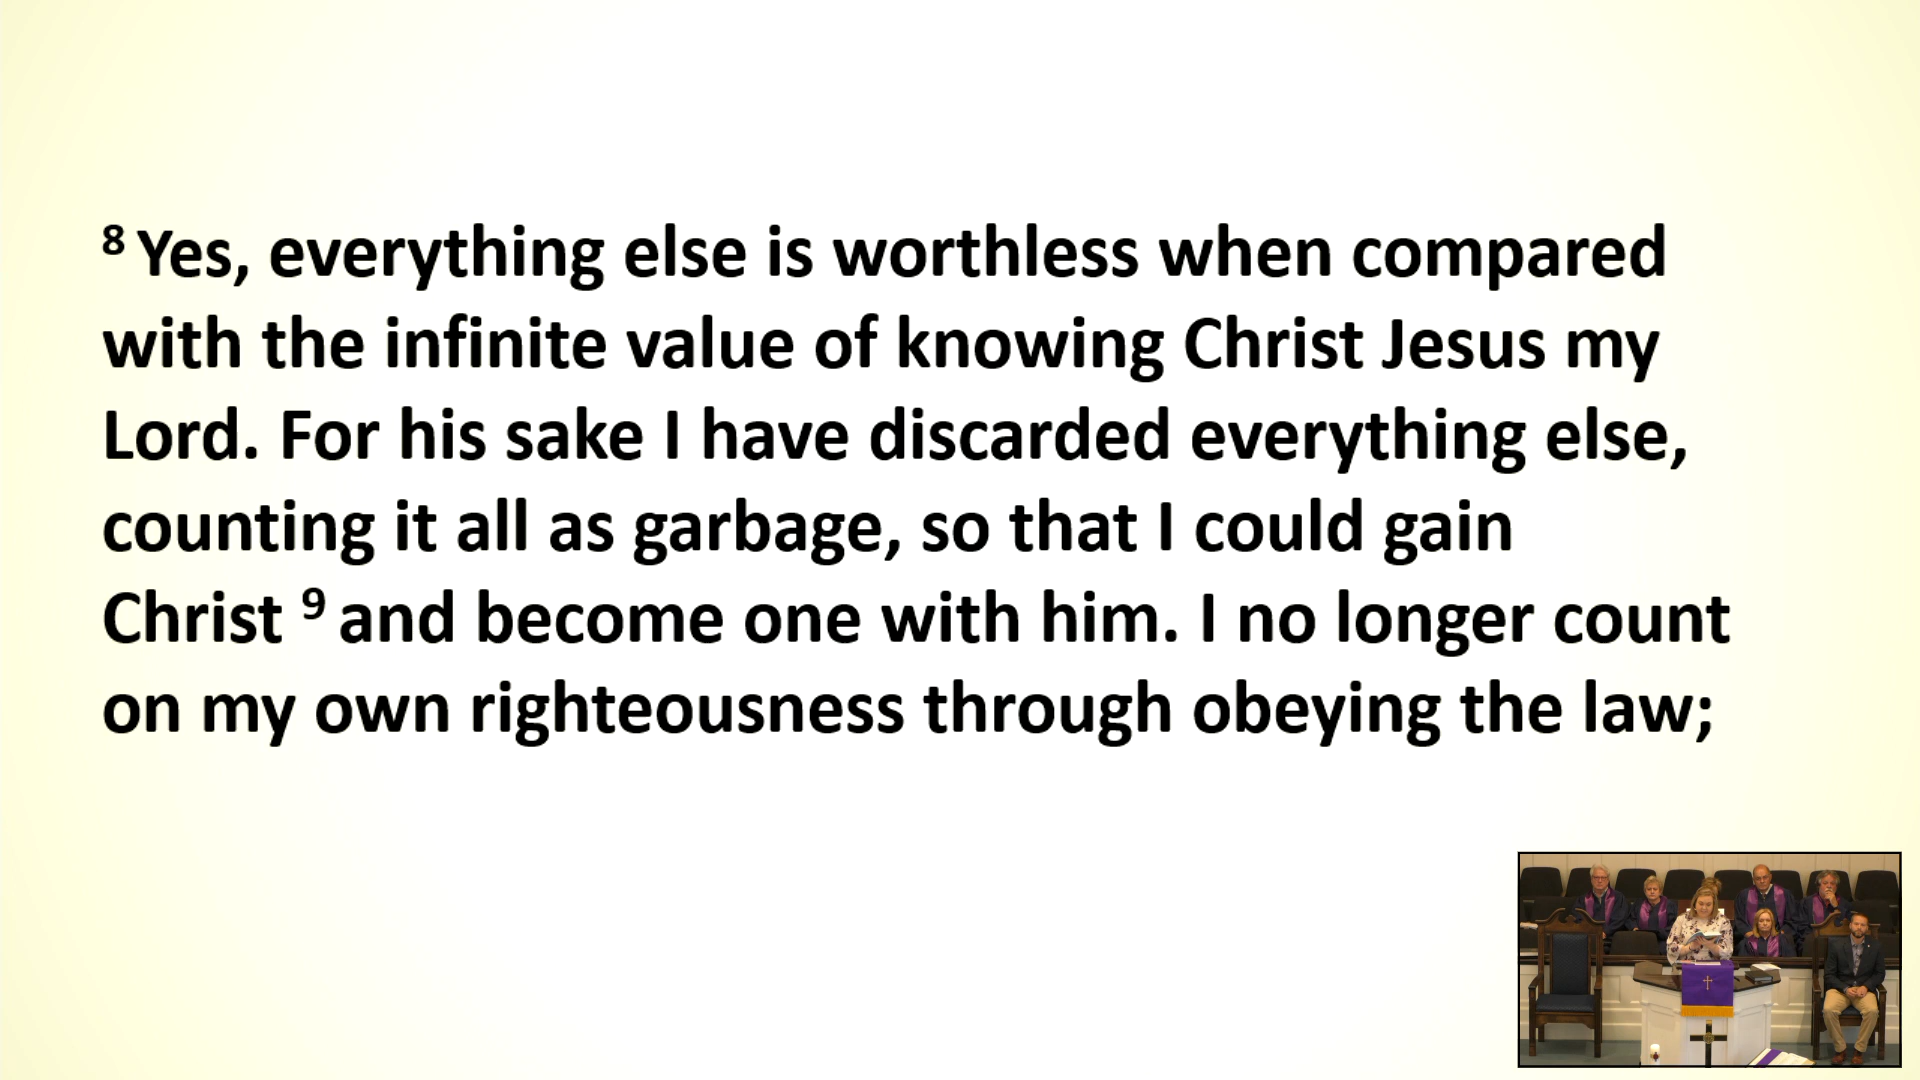 8 Yes, everything else is worthless when compared
with the infinite value of knowing Christ Jesus my
Lord. For his sake I have discarded everything else,
counting it all as garbage, so that I could gain
Christ 9 and become one with him. I no longer count
on my own righteousness through obeying the law;